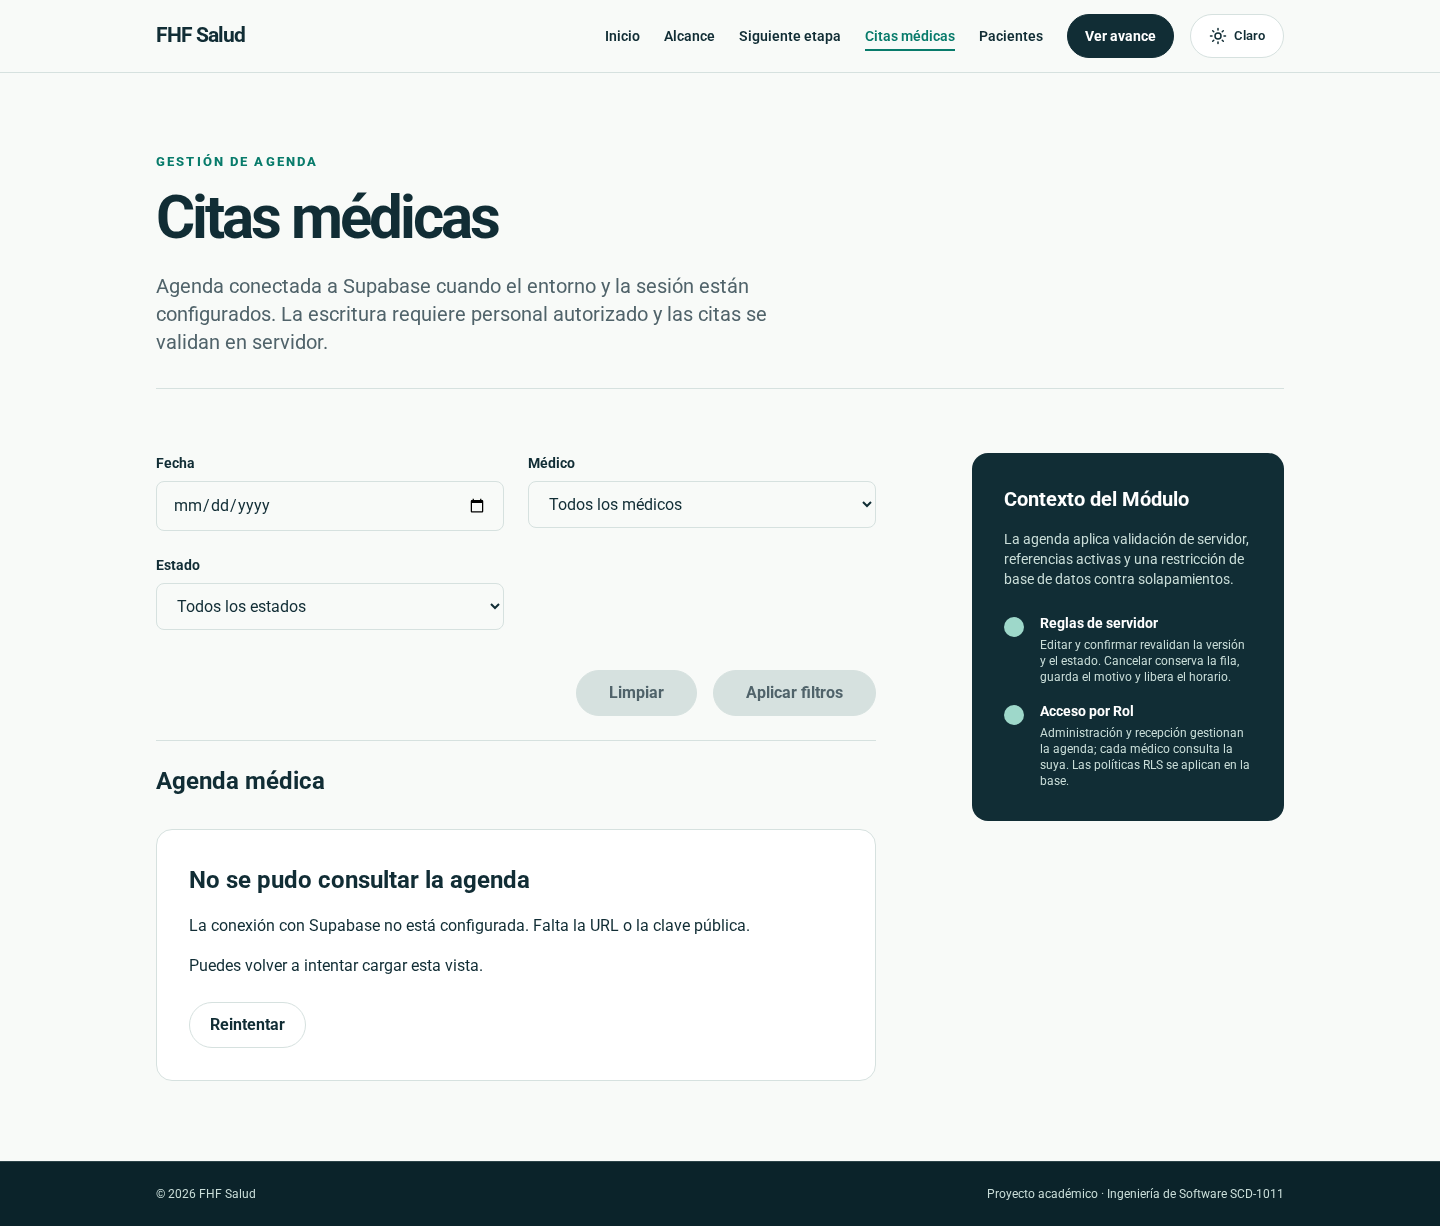 FHF Salud
Inicio
Alcance
Siguiente etapa
Citas médicas
Pacientes
Ver avance
Claro
GESTIÓN DE AGENDA
Citas médicas
Agenda conectada a Supabase cuando el entorno y la sesión están
configurados. La escritura requiere personal autorizado y las citas se
validan en servidor.
Fecha
mm/dd/yyyy
Médico
Todos los médicos
Estado
Todos los estados
Limpiar
Aplicar filtros
Agenda médica
No se pudo consultar la agenda
La conexión con Supabase no está configurada. Falta la URL o la clave pública.
Puedes volver a intentar cargar esta vista.
Reintentar
Contexto del Módulo
La agenda aplica validación de servidor,
referencias activas y una restricción de
base de datos contra solapamientos.
Reglas de servidor
Editar y confirmar revalidan la versión
y el estado. Cancelar conserva la fila,
guarda el motivo y libera el horario.
Acceso por Rol
Administración y recepción gestionan
la agenda; cada médico consulta la
suya. Las políticas RLS se aplican en la
base.
© 2026 FHF Salud
Proyecto académico · Ingeniería de Software SCD-1011